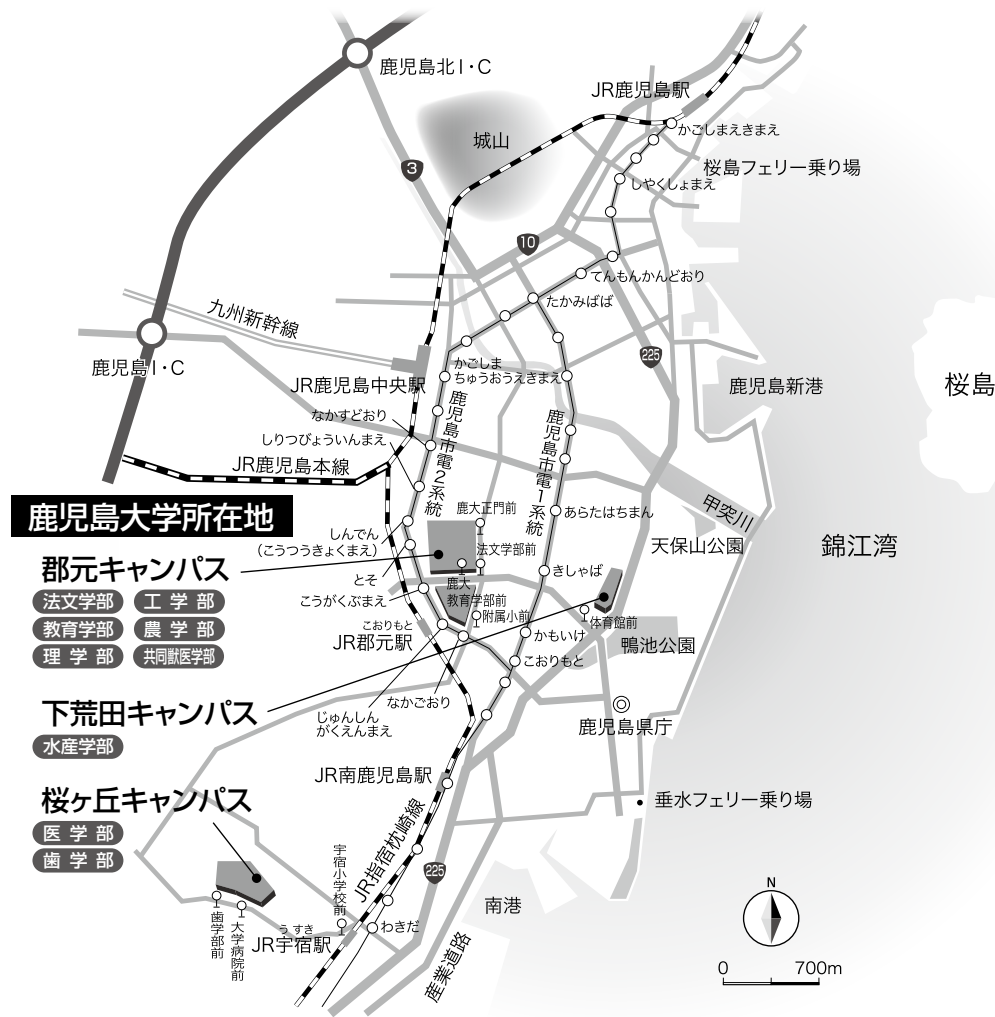 鹿児島北I・C
JR鹿児島駅
かごしまえきまえ
城山
3
桜島フェリー乗り場
しやくしょまえ
10
てんもんかんどおり
たかみばば
九州新幹線
225
鹿児島I・C
かごしま
ちゅうおうえきまえ
JR鹿児島中央駅
鹿児島新港
桜島
なかすどおり
鹿児島市電2系統
鹿児島市電1系統
しりつびょういんまえ
JR鹿児島本線
鹿児島大学所在地
鹿大正門前
あらたはちまん
甲突川
しんでん
（こうつうきょくまえ）
法文学部前
天保山公園
錦江湾
郡元キャンパス
とそ
鹿大
教育学部前
きしゃば
法文学部
工学部
こうがくぶまえ
附属小前
体育館前
教育学部
農学部
こおりもと
JR郡元駅
かもいけ
鴨池公園
理学部
共同獣医学部
こおりもと
なかごおり
下荒田キャンパス
じゅんしん
がくえんまえ
鹿児島県庁
水産学部
JR南鹿児島駅
桜ヶ丘キャンパス
垂水フェリー乗り場
医学部
歯学部
JR指宿枕崎線
宇宿小学校前
225
南港
歯学部前
大学病院前
うすき
JR宇宿駅
わきだ
産業道路
N
0 700m